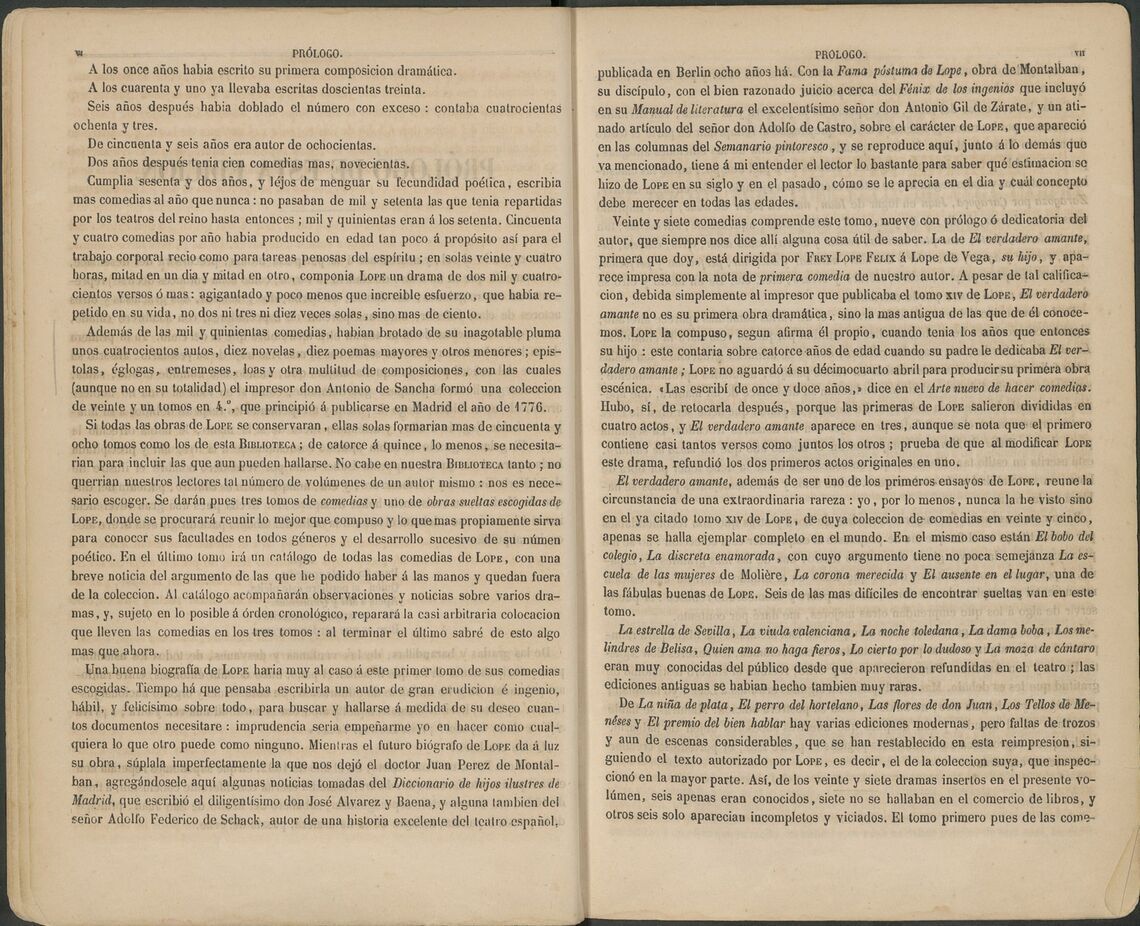 VI PRÓLOGO.
A los once años habia escrito su primera composicion dramática.
A los cuarenta y uno ya llevaba escritas doscientas treinta.
Seis años después habia doblado el número con exceso : contaba cuatrocientas
ochenta y tres.
De cincuenta y seis años era autor de ochocientas.
Dos años después tenia cien comedias mas, novecientas.
Cumplia sesenta y dos años, y léjos de menguar su fecundidad poética, escribia
mas comedias al año que nunca : no pasaban de mil y setenta las que tenia repartidas
por los teatros del reino hasta entonces ; mil y quinientas eran á los setenta. Cincuenta
y cuatro comedias por año habia producido en edad tan poco á propósito así para el
trabajo corporal recio como para tareas penosas del espíritu ; en solas veinte y cuatro
horas, mitad en un dia y mitad en otro, componia LOPE un drama de dos mil y cuatro-
cientos versos ó mas : agigantado y poco menos que increible esfuerzo, que habia re-
petido en su vida, no dos ni tres ni diez veces solas, sino mas de ciento.
Además de las mil y quinientas comedias, habian brotado de su inagotable pluma
unos cuatrocientos autos, diez novelas, diez poemas mayores y otros menores ; epis-
tolas, églogas, entremeses, loas y otra multitud de composiciones, con las cuales
(aunque no en su totalidad) el impresor don Antonio de Sancha formó una coleccion
de veinte y un tomos en 4.º, que principió á publicarse en Madrid el año de 1776.
Si todas las obras de LOPE se conservaran, ellas solas formarian mas de cincuenta y
ocho tomos como los de esta BIBLIOTECA ; de catorce á quince, lo menos, se necesita-
rian para incluir las que aun pueden hallarse. No cabe en nuestra BIBLIOTECA tanto ; no
querrian nuestros lectores tal número de volúmenes de un autor mismo : nos es nece-
sario escoger. Se darán pues tres tomos de comedias y uno de obras sueltas escogidas de
LOPE, donde se procurará reunir lo mejor que compuso y lo que mas propiamente sirva
para conocer sus facultades en todos géneros y el desarrollo sucesivo de su númen
poético. En el último tomo irá un catálogo de todas las comedias de LOPE, con una
breve noticia del argumento de las que he podido haber á las manos y quedan fuera
de la coleccion. Al catálogo acompañarán observaciones y noticias sobre varios dra-
mas, y, sujeto en lo posible á órden cronológico, reparará la casi arbitraria colocacion
que lleven las comedias en los tres tomos : al terminar el último sabré de esto algo
mas que ahora.
Una buena biografía de LOPE haria muy al caso á este primer tomo de sus comedias
escogidas. Tiempo há que pensaba escribirla un autor de gran erudicion é ingenio,
hábil, y felicísimo sobre todo, para buscar y hallarse á medida de su deseo cuan-
tos documentos necesitare : imprudencia seria empeñarme yo en hacer como cual-
quiera lo que otro puede como ninguno. Mientras el futuro biógrafo de LOPE da á luz
su obra, súplala imperfectamente la que nos dejó el doctor Juan Perez de Montal-
ban, agregándosele aquí algunas noticias tomadas del Diccionario de hijos ilustres de
Madrid, que escribió el diligentísimo don José Alvarez y Baena, y alguna tambien del
señor Adolfo Federico de Schack, autor de una historia excelente del teatro español,
PRÓLOGO. VII
publicada en Berlin ocho años há. Con la Fama póstuma de Lope, obra de Montalban,
su discípulo, con el bien razonado juicio acerca del Fénix de los ingenios que incluyó
en su Manual de literatura el excelentísimo señor don Antonio Gil de Zárate, y un ati-
nado artículo del señor don Adolfo de Castro, sobre el carácter de LOPE, que apareció
en las columnas del Semanario pintoresco, y se reproduce aquí, junto á lo demás que
va mencionado, tiene á mi entender el lector lo bastante para saber qué estimacion se
hizo de LOPE en su siglo y en el pasado, cómo se le aprecia en el dia y cuál concepto
debe merecer en todas las edades.
Veinte y siete comedias comprende este tomo, nueve con prólogo ó dedicatoria del
autor, que siempre nos dice allí alguna cosa útil de saber. La de El verdadero amante,
primera que doy, está dirigida por FREY LOPE FELIX á Lope de Vega, su hijo, y apa-
rece impresa con la nota de primera comedia de nuestro autor. A pesar de tal califica-
cion, debida simplemente al impresor que publicaba el tomo XIV de LOPE, El verdadero
amante no es su primera obra dramática, sino la mas antigua de las que de él conoce-
mos. LOPE la compuso, segun afirma él propio, cuando tenia los años que entonces
su hijo : este contaria sobre catorce años de edad cuando su padre le dedicaba El ver-
dadero amante ; LOPE no aguardó á su décimocuarto abril para producir su primera obra
escénica. «Las escribí de once y doce años,» dice en el Arte nuevo de hacer comedias.
Hubo, sí, de retocarla después, porque las primeras de LOPE salieron divididas en
cuatro actos, y El verdadero amante aparece en tres, aunque se nota que el primero
contiene casi tantos versos como juntos los otros ; prueba de que al modificar LOPE
este drama, refundió los dos primeros actos originales en uno.
El verdadero amante, además de ser uno de los primeros ensayos de LOPE, reune la
circunstancia de una extraordinaria rareza : yo, por lo menos, nunca la he visto sino
en el ya citado tomo XIV de LOPE, de cuya coleccion de comedias en veinte y cinco,
apenas se halla ejemplar completo en el mundo. En el mismo caso están El bobo del
colegio, La discreta enamorada, con cuyo argumento tiene no poca semejanza La es-
cuela de las mujeres de Molière, La corona merecida y El ausente en el lugar, una de
las fábulas buenas de LOPE. Seis de las mas difíciles de encontrar sueltas van en este
tomo.
La estrella de Sevilla, La viuda valenciana, La noche toledana, La dama boba, Los me-
lindres de Belisa, Quien ama no haga fieros, Lo cierto por lo dudoso y La moza de cántaro
eran muy conocidas del público desde que aparecieron refundidas en el teatro ; las
ediciones antiguas se habian hecho tambien muy raras.
De La niña de plata, El perro del hortelano, Las flores de don Juan, Los Tellos de Me-
néses y El premio del bien hablar hay varias ediciones modernas, pero faltas de trozos
y aun de escenas considerables, que se han restablecido en esta reimpresion, si-
guiendo el texto autorizado por LOPE, es decir, el de la coleccion suya, que inspec-
cionó en la mayor parte. Así, de los veinte y siete dramas insertos en el presente vo-
lúmen, seis apenas eran conocidos, siete no se hallaban en el comercio de libros, y
otros seis solo aparecian incompletos y viciados. El tomo primero pues de las come-